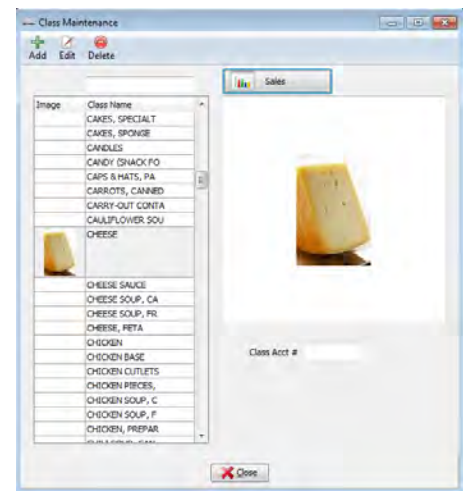 Class Maintenance
Add Edit Delete
Sales
Image Class Name
CAKES, SPECIALT
CAKES, SPONGE
CANDLES
CANDY (SNACK FO
CAPS & HATS, PA
CARROTS, CANNED
CARRY-OUT CONTA
CAULIFLOWER SOU
CHEESE
CHEESE SAUCE
CHEESE SOUP, CA
CHEESE SOUP, FR
CHEESE, FETA
CHICKEN
CHICKEN BASE
CHICKEN CUTLETS
CHICKEN PIECES,
CHICKEN SOUP, C
CHICKEN SOUP, F
CHICKEN, PREPAR
Class Acct #
Close